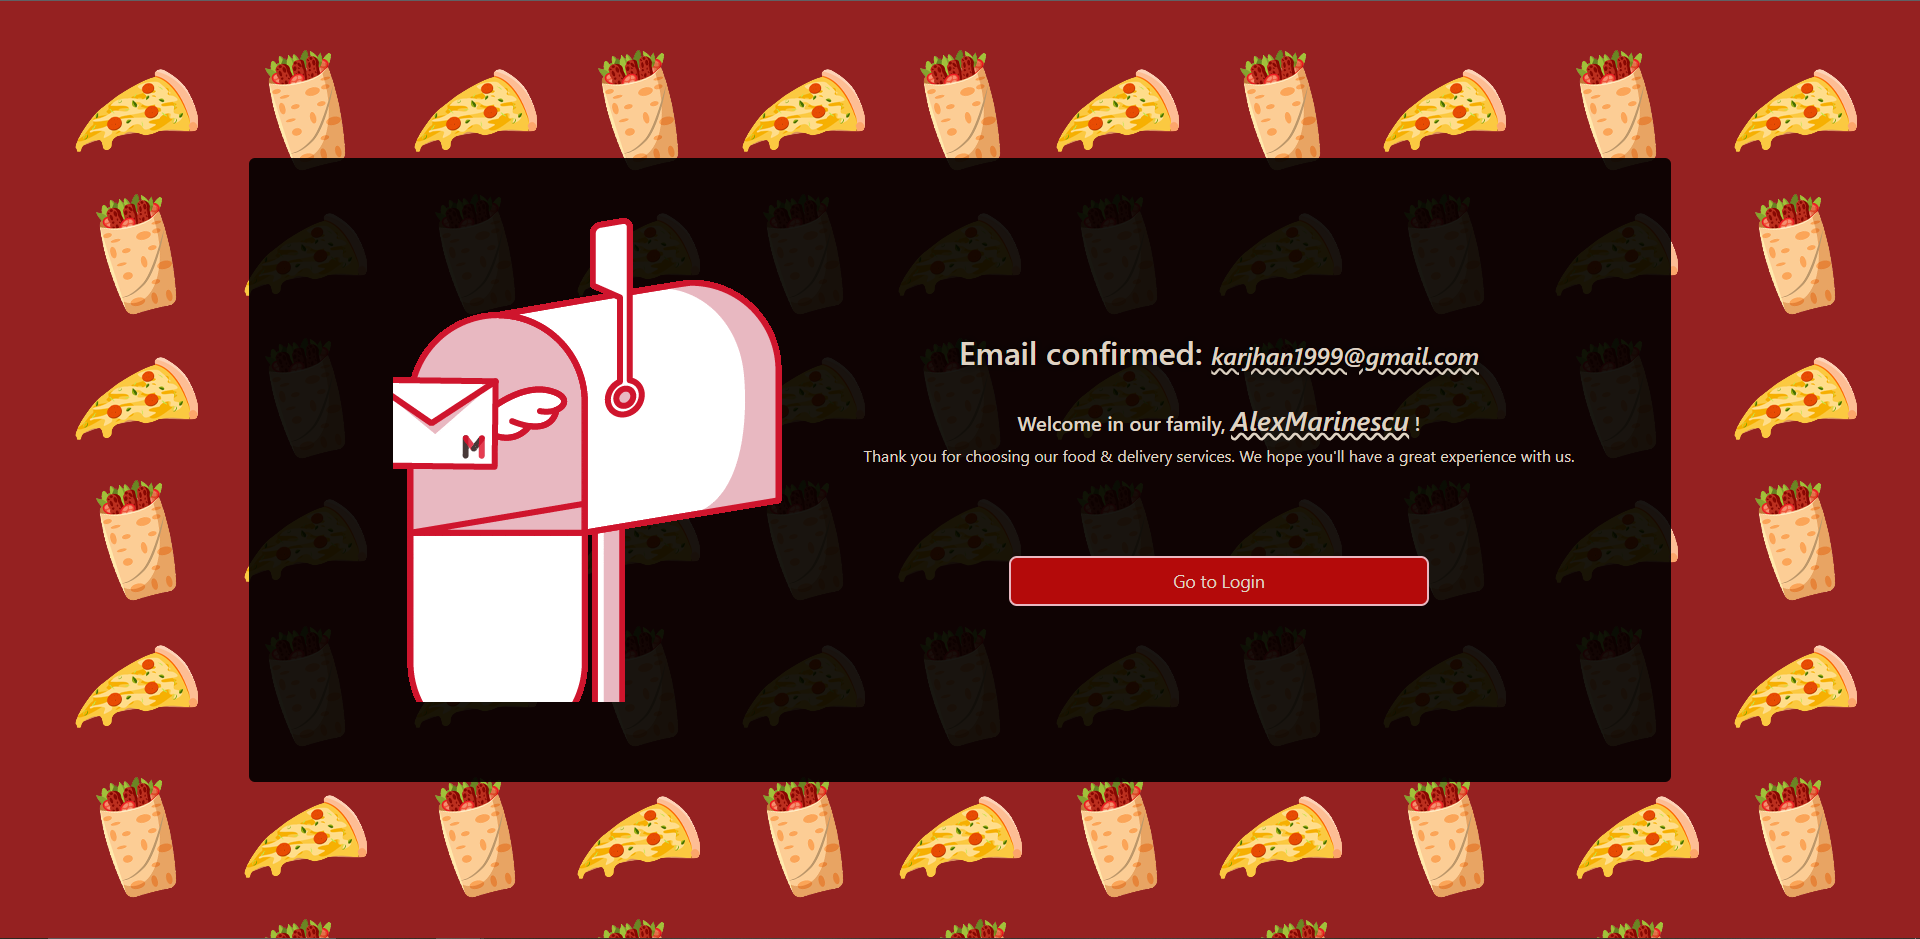 M
Email confirmed: karjhan1999@gmail.com
Welcome in our family, AlexMarinescu !
Thank you for choosing our food & delivery services. We hope you'll have a great experience with us.
Go to Login